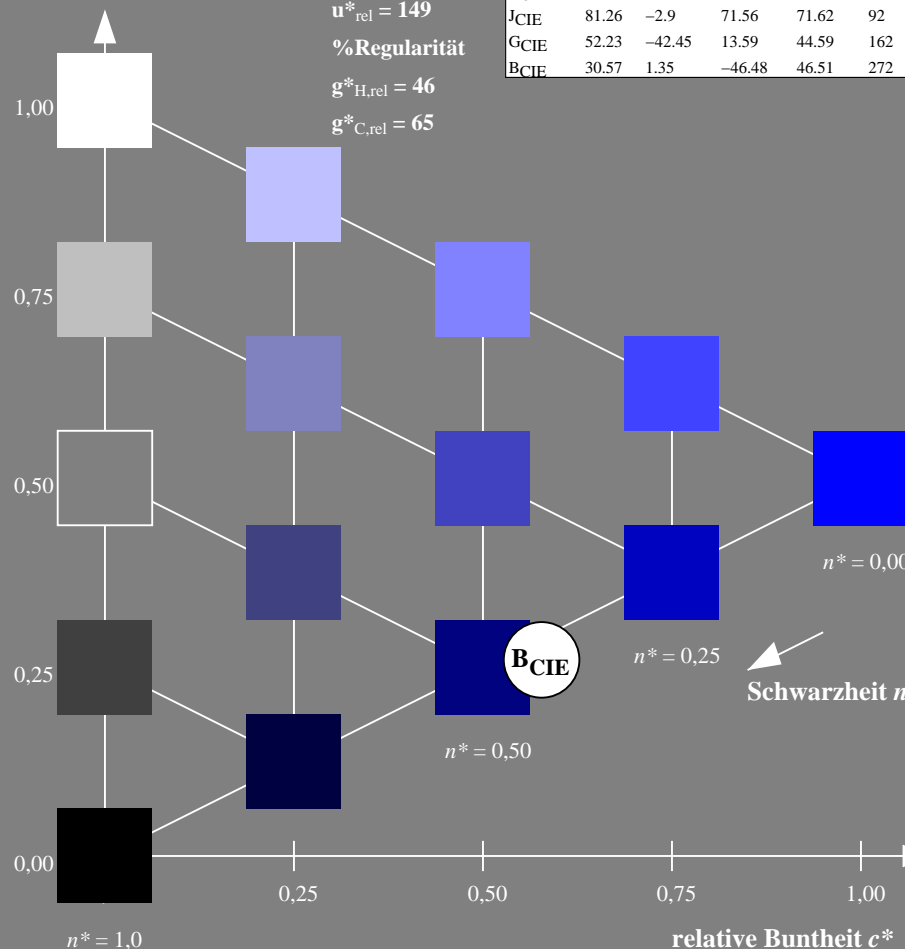 u*rel = 149
%Regularität
g*H,rel = 46
g*C,rel = 65
JCIE 81.26 −2.9 71.56 71.62 92
GCIE 52.23 −42.45 13.59 44.59 162
BCIE 30.57 1.35 −46.48 46.51 272
1,00
0,75
0,50
0,25
0,00
BCIE
n* = 0,00
n* = 0,25
n* = 0,50
n* = 1,0
Schwarzheit n
0,25 0,50 0,75 1,00
relative Buntheit c*